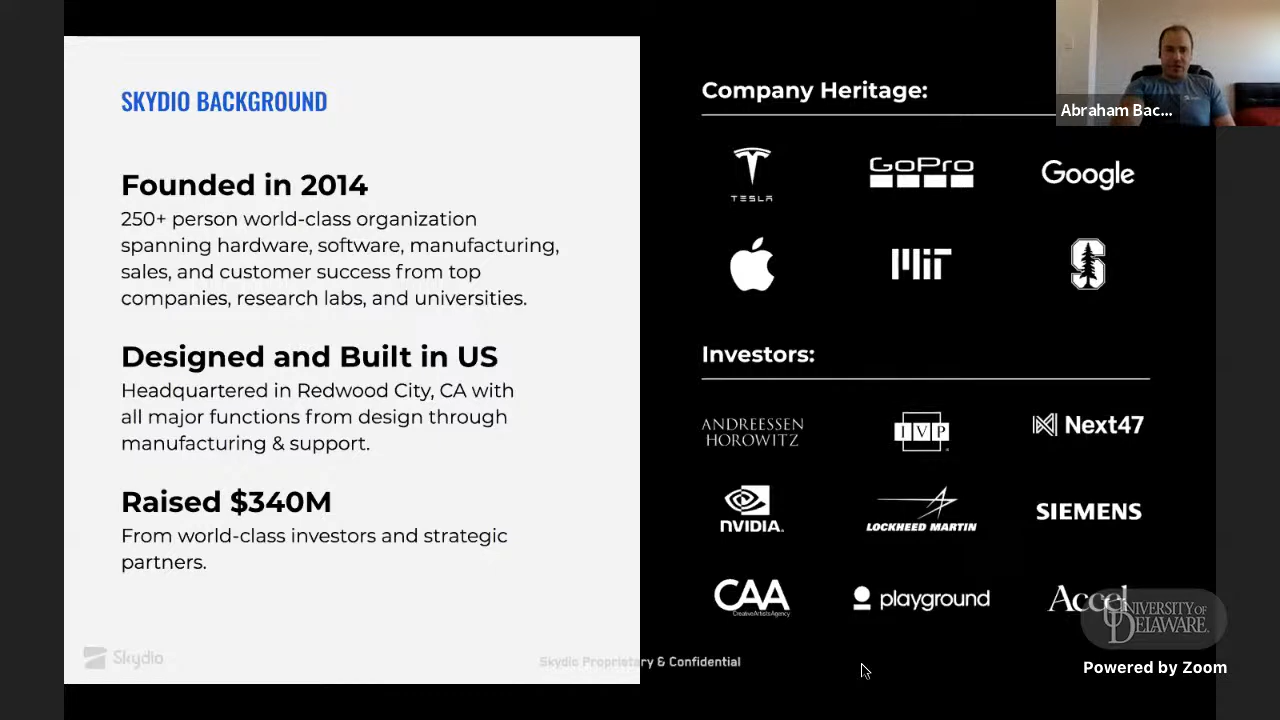 SKYDIO BACKGROUND
Founded in 2014
250+ person world-class organization
spanning hardware, software, manufacturing,
sales, and customer success from top
companies, research labs, and universities.
Designed and Built in US
Headquartered in Redwood City, CA with
all major functions from design through
manufacturing & support.
Raised $340M
From world-class investors and strategic
partners.
Skydio
Skydio Proprietary & Confidential
Company Heritage:
TESLA
GoPro
Google
MIT
S
Investors:
ANDREESSEN
HOROWITZ
IVP
Next47
NVIDIA.
LOCKHEED MARTIN
SIEMENS
CAA
CreativeArtistsAgency
playground
Accel
Abraham Bac...
UNIVERSITY OF
DELAWARE.
Powered by Zoom